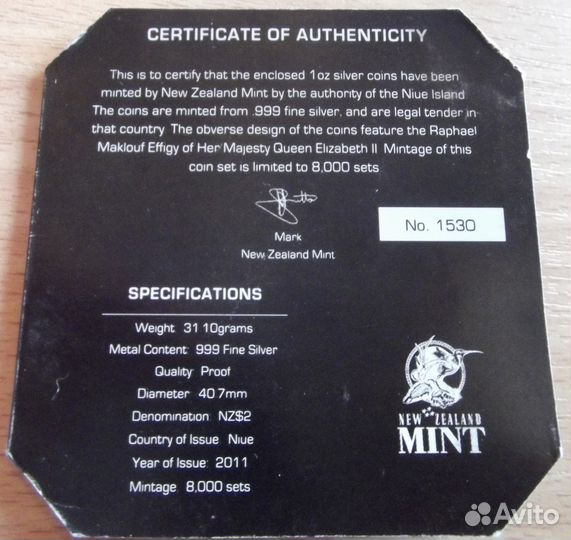 CERTIFICATE OF AUTHENTICITY
This is to certify that the enclosed 1oz silver coins have been
minted by New Zealand Mint by the authority of the Niue Island
The coins are minted from .999 fine silver, and are legal tender in
that country The obverse design of the coins feature the Raphael
Maklouf Effigy of Her Majesty Queen Elizabeth II Mintage of this
coin set is limited to 8,000 sets
No. 1530
Mark
New Zealand Mint
SPECIFICATIONS
Weight 31 10grams
Metal Content 999 Fine Silver
Quality Proof
Diameter 40 7mm
Denomination NZ$2
Country of Issue Niue
Year of Issue 2011
Mintage 8,000 sets
NEW ZEALAND
MINT
Avito